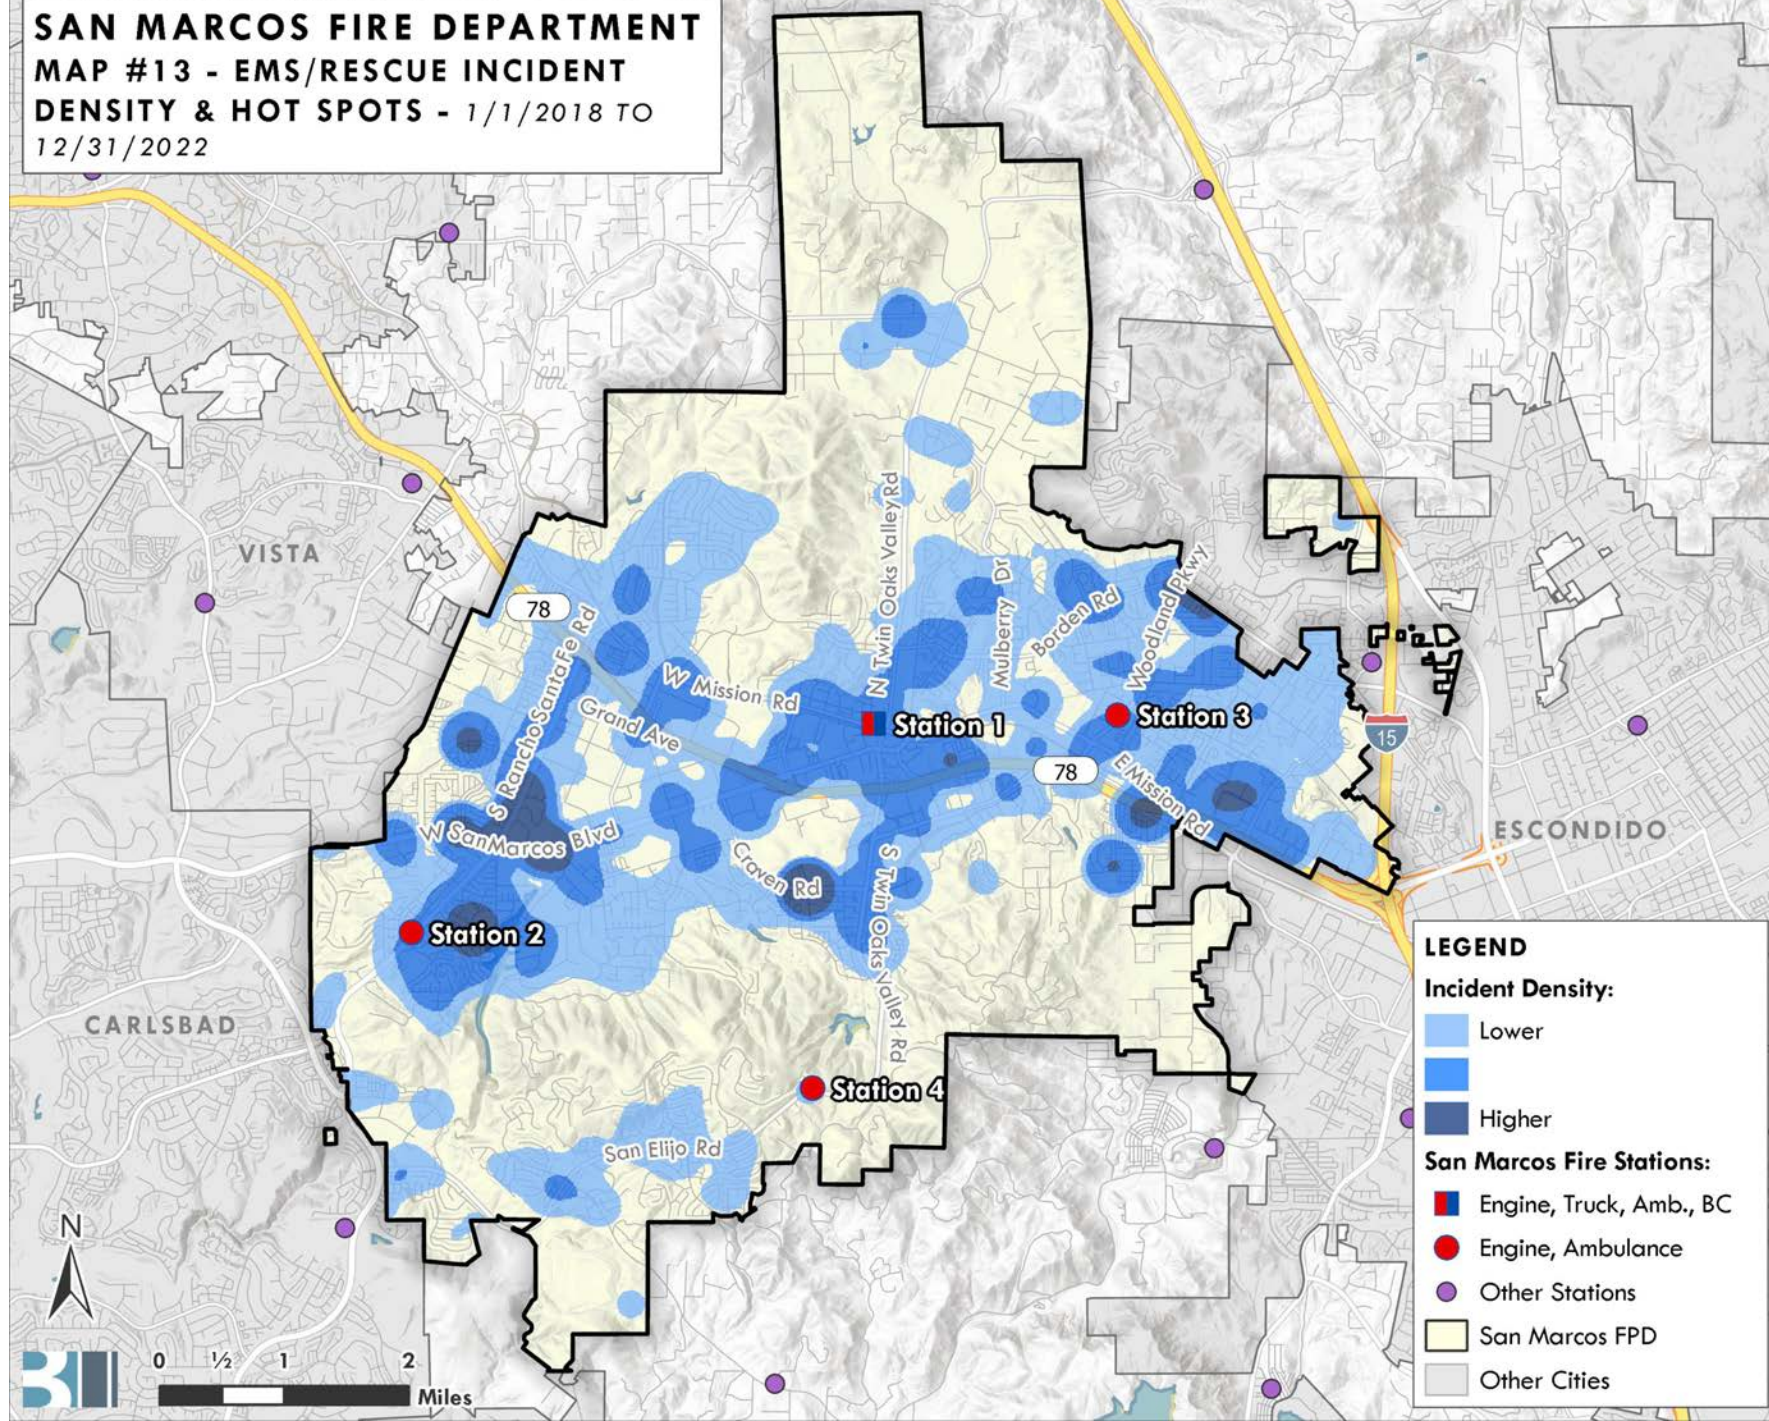 SAN MARCOS FIRE DEPARTMENT
MAP #13 - EMS/RESCUE INCIDENT
DENSITY & HOT SPOTS - 1/1/2018 TO
12/31/2022
VISTA
78
S Rancho Santa Fe Rd
W Mission Rd
Grand Ave
N Twin Oaks Valley Rd
Mulberry Dr
Borden Rd
Woodland Pkwy
Station 1
Station 3
15
78
E Mission Rd
W San Marcos Blvd
Craven Rd
S Twin Oaks Valley Rd
ESCONDIDO
Station 2
CARLSBAD
Station 4
San Elijo Rd
LEGEND
Incident Density:
Lower
Higher
San Marcos Fire Stations:
Engine, Truck, Amb., BC
Engine, Ambulance
Other Stations
San Marcos FPD
Other Cities
N
0 ½ 1 2
Miles